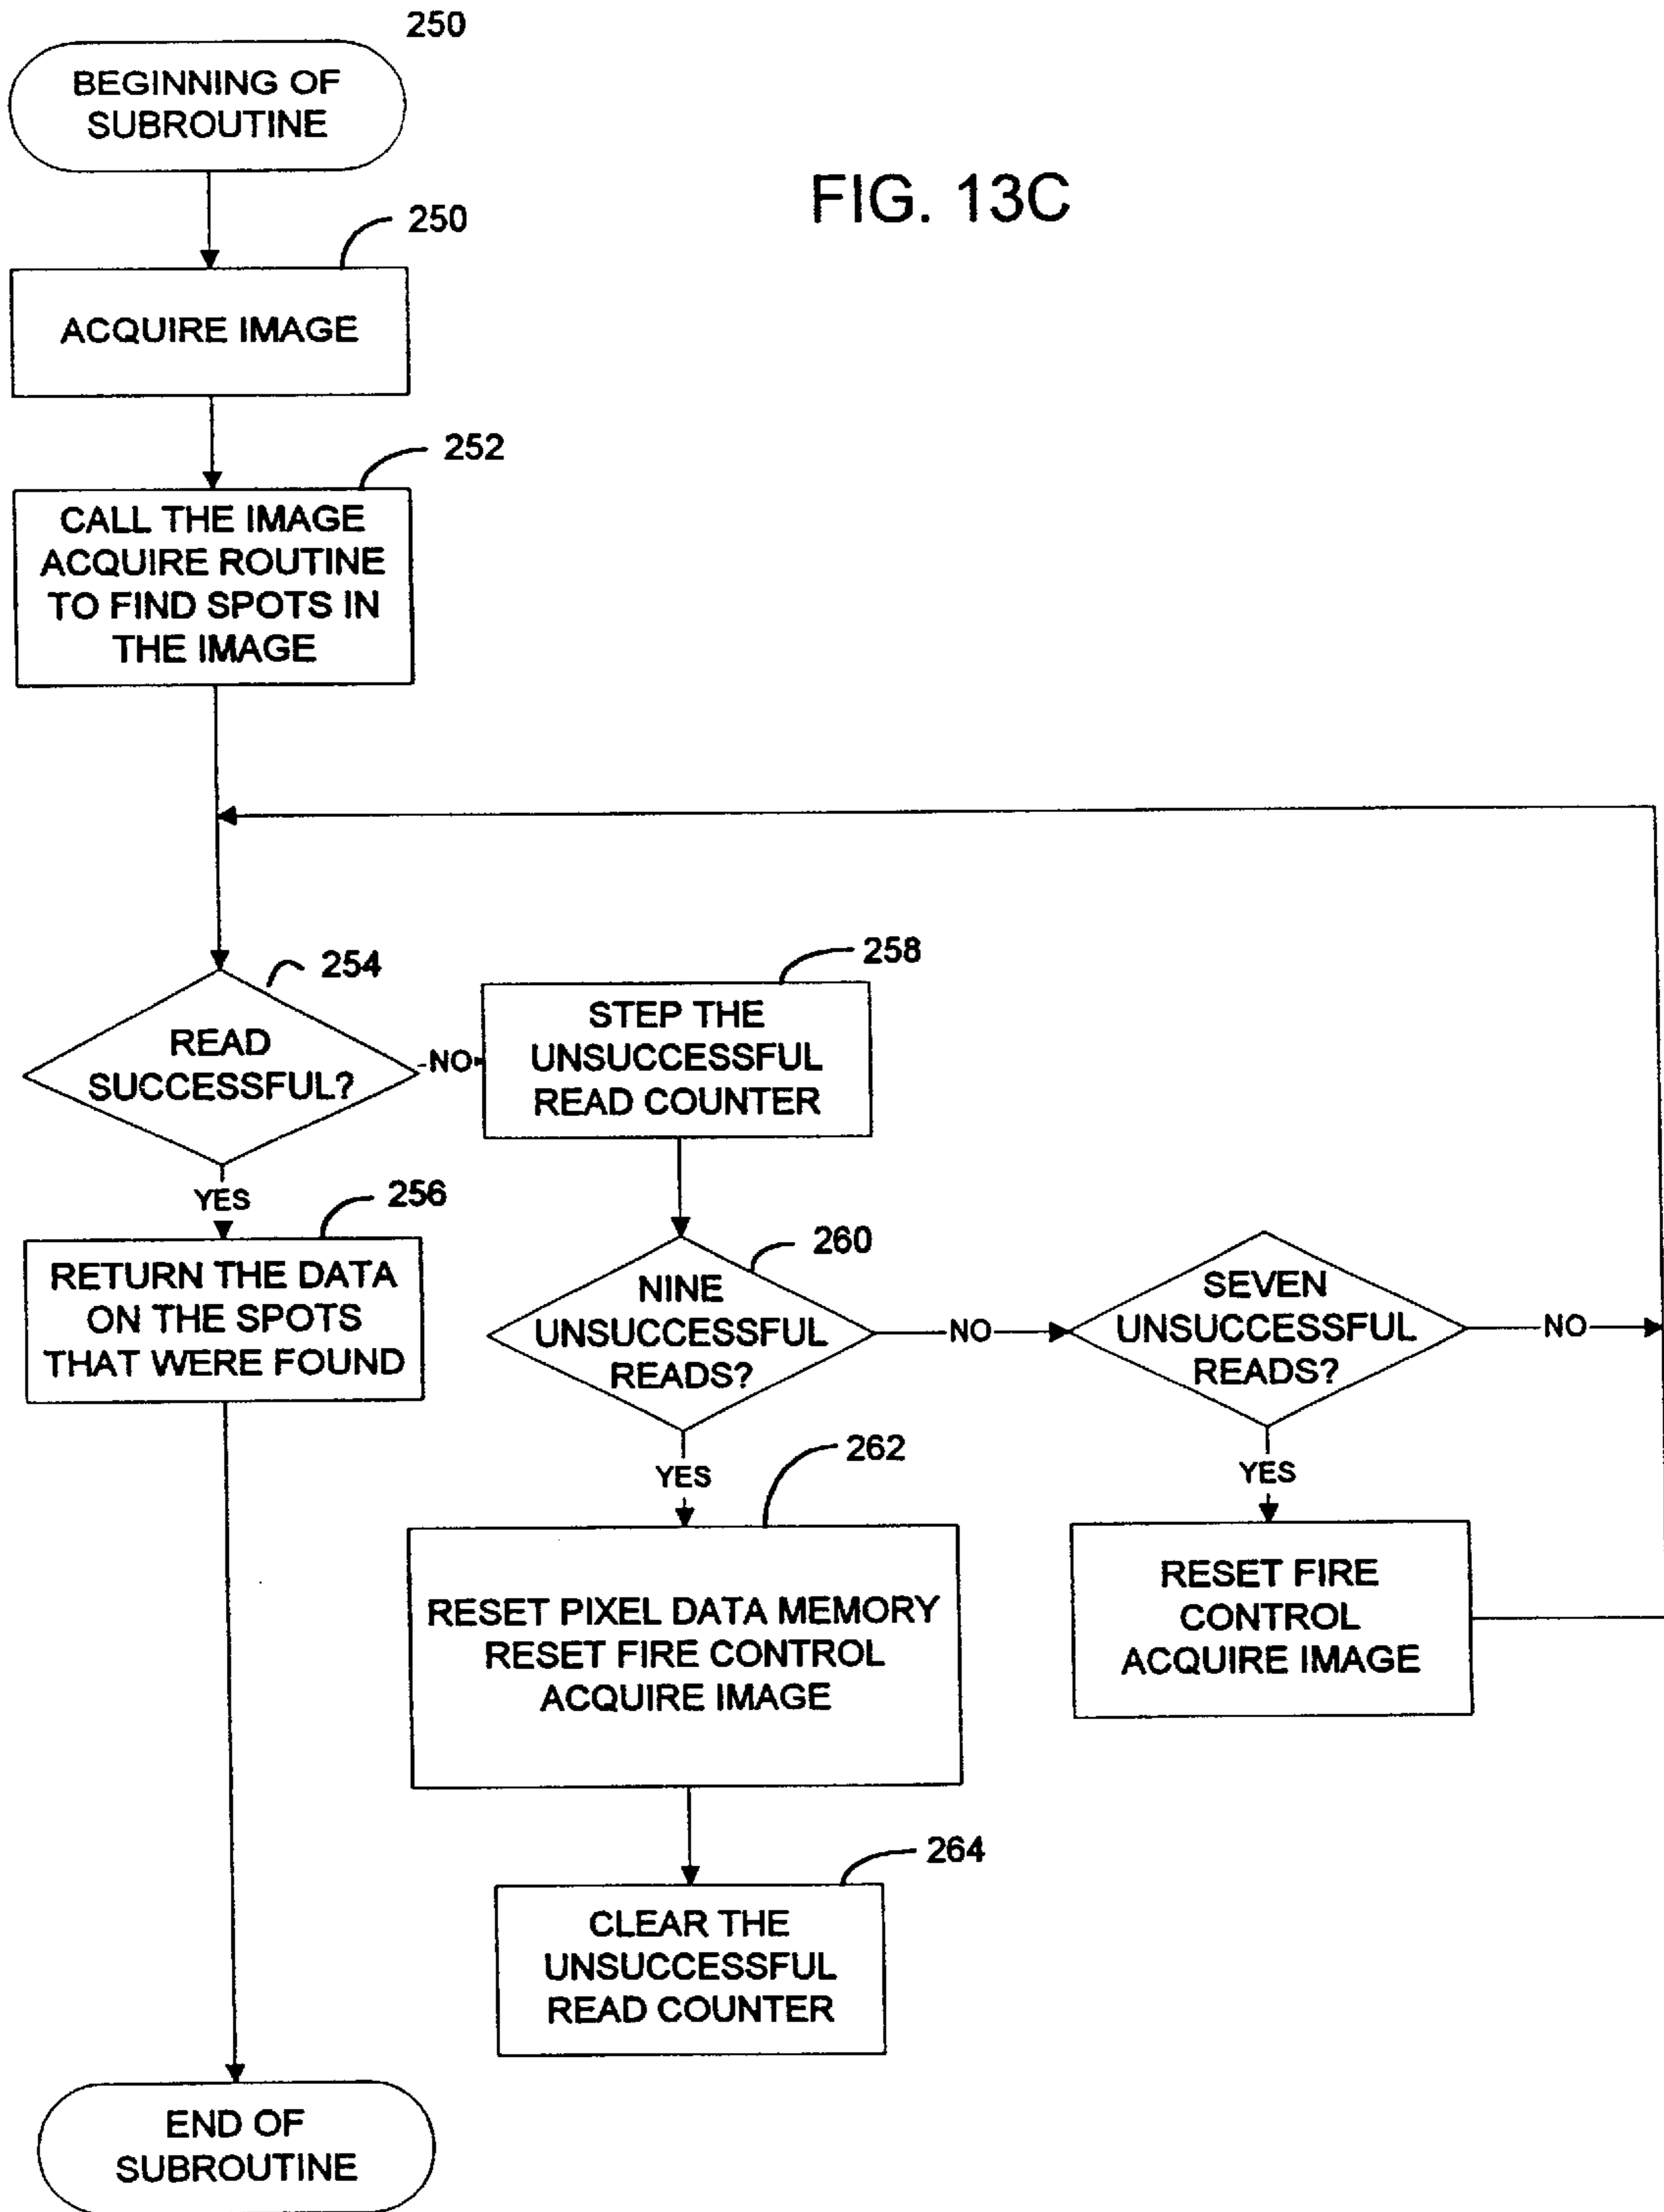 250
BEGINNING OF
SUBROUTINE
FIG. 13C
250
ACQUIRE IMAGE
252
CALL THE IMAGE
ACQUIRE ROUTINE
TO FIND SPOTS IN
THE IMAGE
254
READ
SUCCESSFUL?
NO
258
STEP THE
UNSUCCESSFUL
READ COUNTER
YES
256
RETURN THE DATA
ON THE SPOTS
THAT WERE FOUND
260
NINE
UNSUCCESSFUL
READS?
NO
SEVEN
UNSUCCESSFUL
READS?
NO
YES
262
RESET PIXEL DATA MEMORY
RESET FIRE CONTROL
ACQUIRE IMAGE
YES
RESET FIRE
CONTROL
ACQUIRE IMAGE
264
CLEAR THE
UNSUCCESSFUL
READ COUNTER
END OF
SUBROUTINE